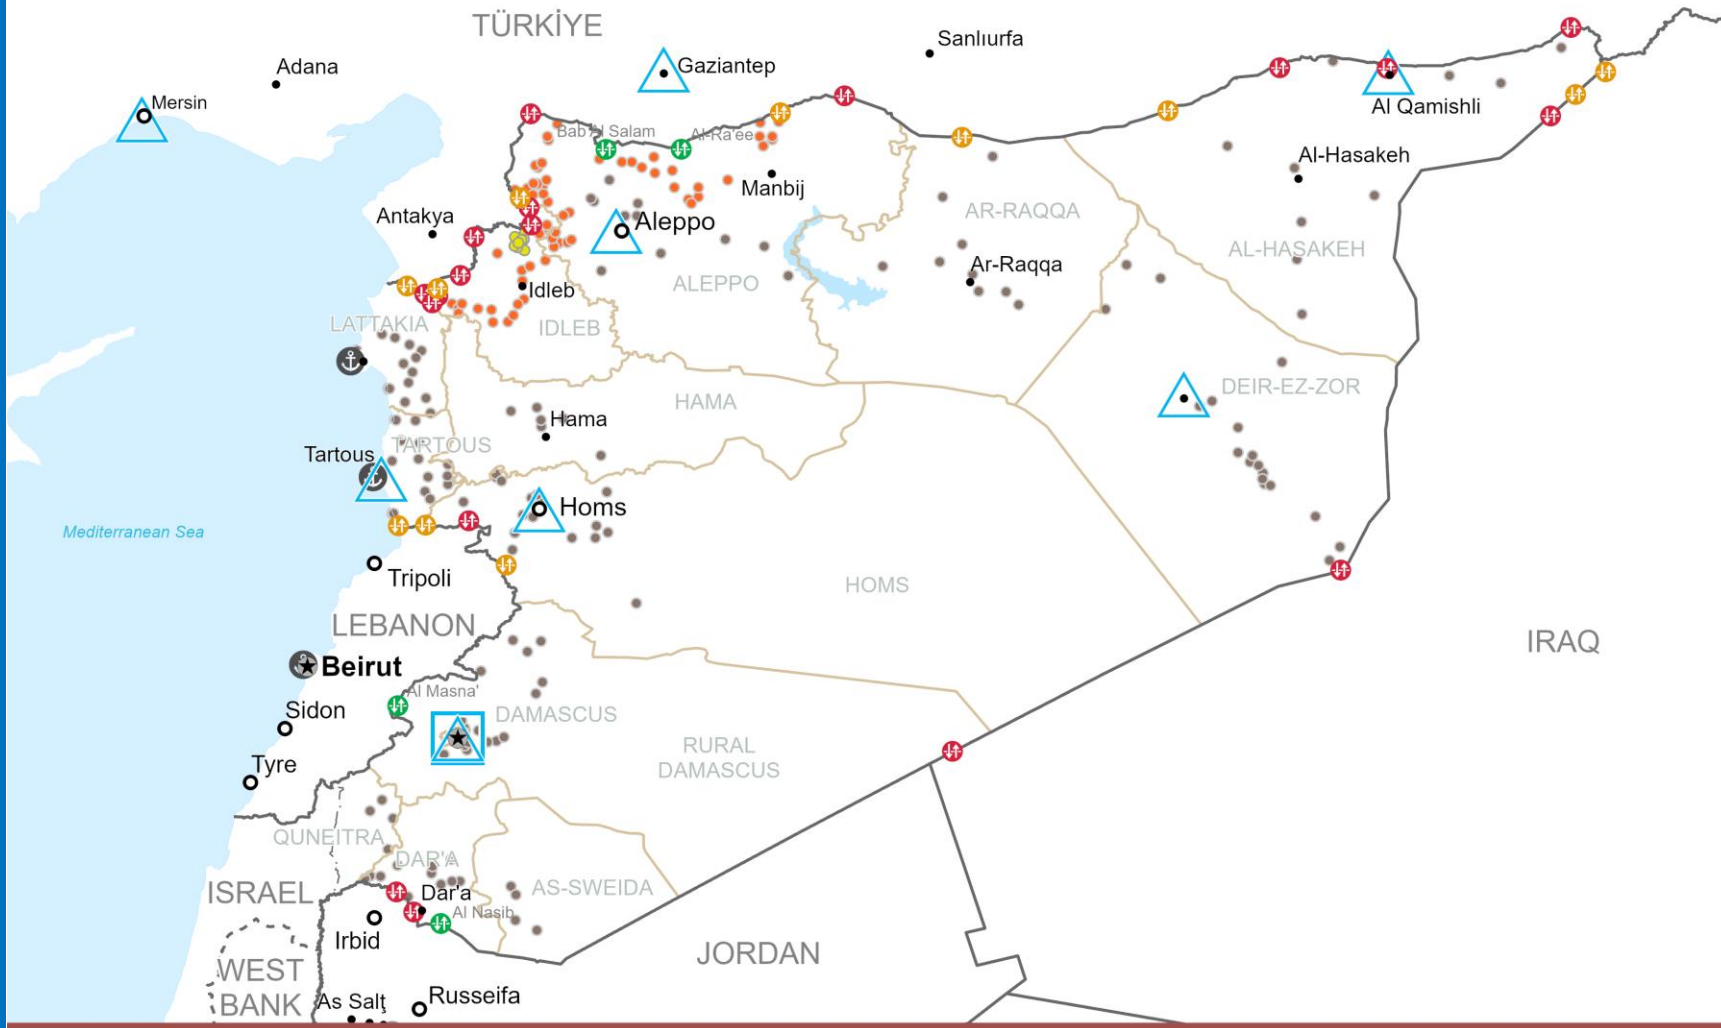 TÜRKİYE
Sanlıurfa
Adana
Gaziantep
Mersin
Al Qamishli
Bab Al Salam
Al-Ra'ee
Al-Hasakeh
Manbij
Antakya
Aleppo
AR-RAQQA
AL-HASAKEH
Ar-Raqqa
ALEPPO
Idleb
LATTAKIA
IDLEB
DEIR-EZ-ZOR
HAMA
Hama
TARTOUS
Tartous
Homs
Mediterranean Sea
Tripoli
HOMS
LEBANON
IRAQ
Beirut
Al Masna'
Sidon
DAMASCUS
RURAL
DAMASCUS
Tyre
QUNEITRA
DAR'A
AS-SWEIDA
ISRAEL
Dar'a
Al Nasib
Irbid
JORDAN
WEST
BANK
Russeifa
As Salţ